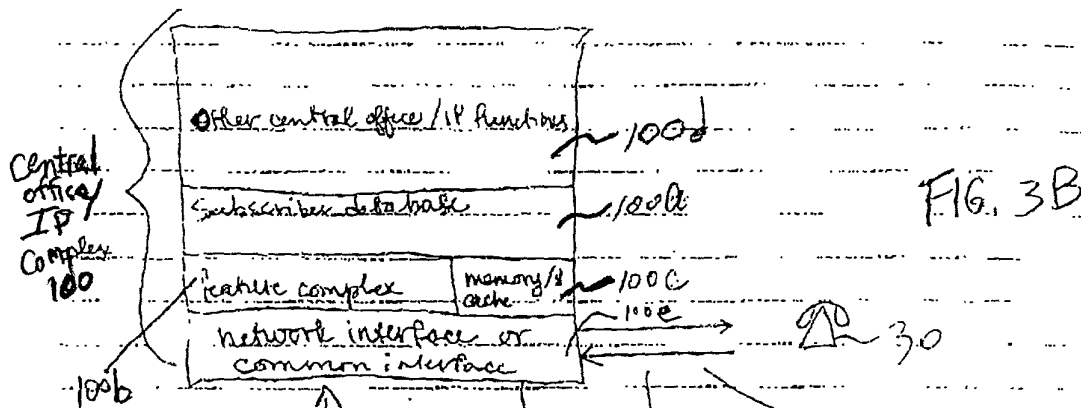 Other central office / IP functions
100d
central
office/
IP
Complex
100
Subscriber database
100a
FIG. 3B
feature complex
memory/
cache
100c
100e
network interface or
common interface
30
100b